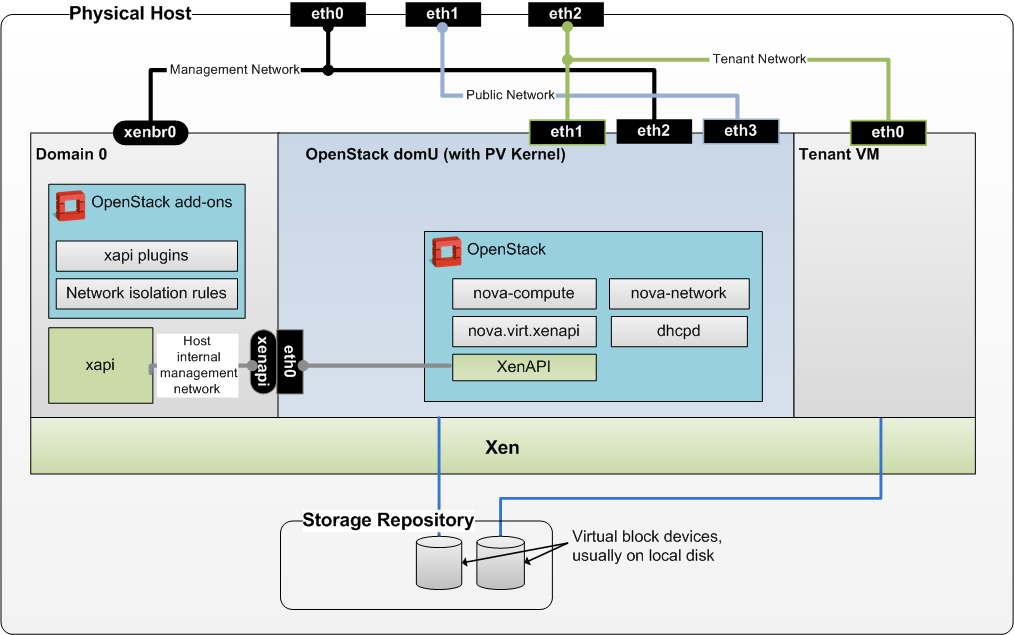 Physical Host
eth0
eth1
eth2
Management Network
Tenant Network
Public Network
xenbr0
eth1
eth2
eth3
eth0
Domain 0
OpenStack domU (with PV Kernel)
Tenant VM
OpenStack add-ons
xapi plugins
Network isolation rules
OpenStack
nova-compute
nova-network
nova.virt.xenapi
dhcpd
XenAPI
xapi
Host
internal
management
network
xenapi
eth0
Xen
Storage Repository
Virtual block devices,
usually on local disk